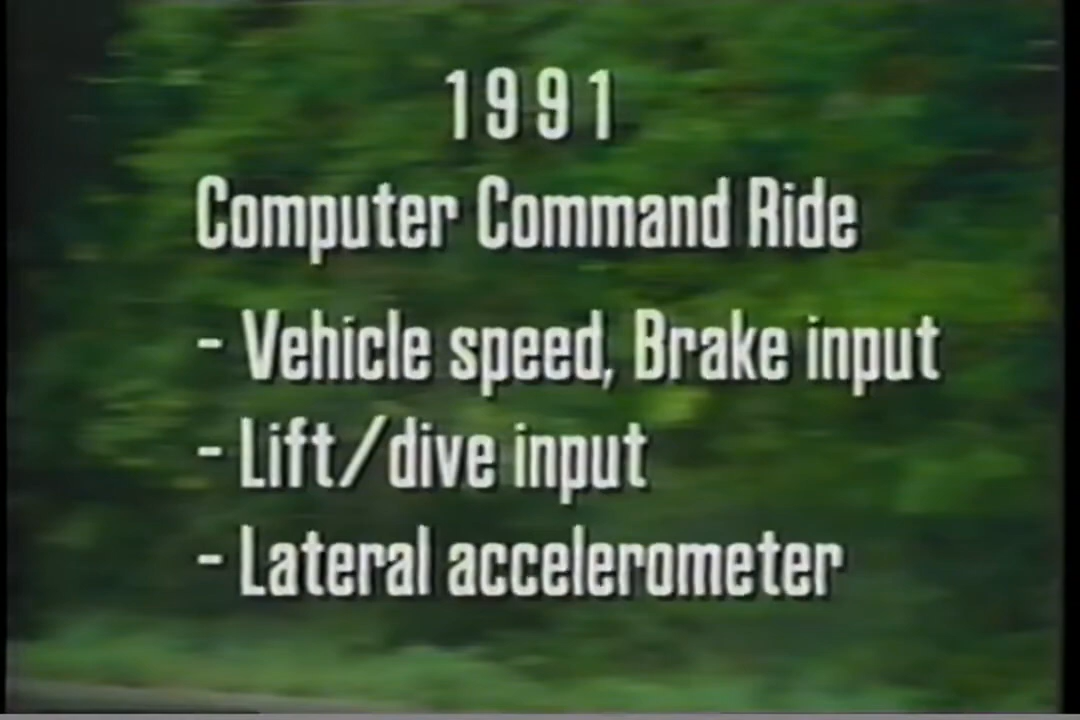 1991
Computer Command Ride
- Vehicle speed, Brake input
- Lift/dive input
- Lateral accelerometer